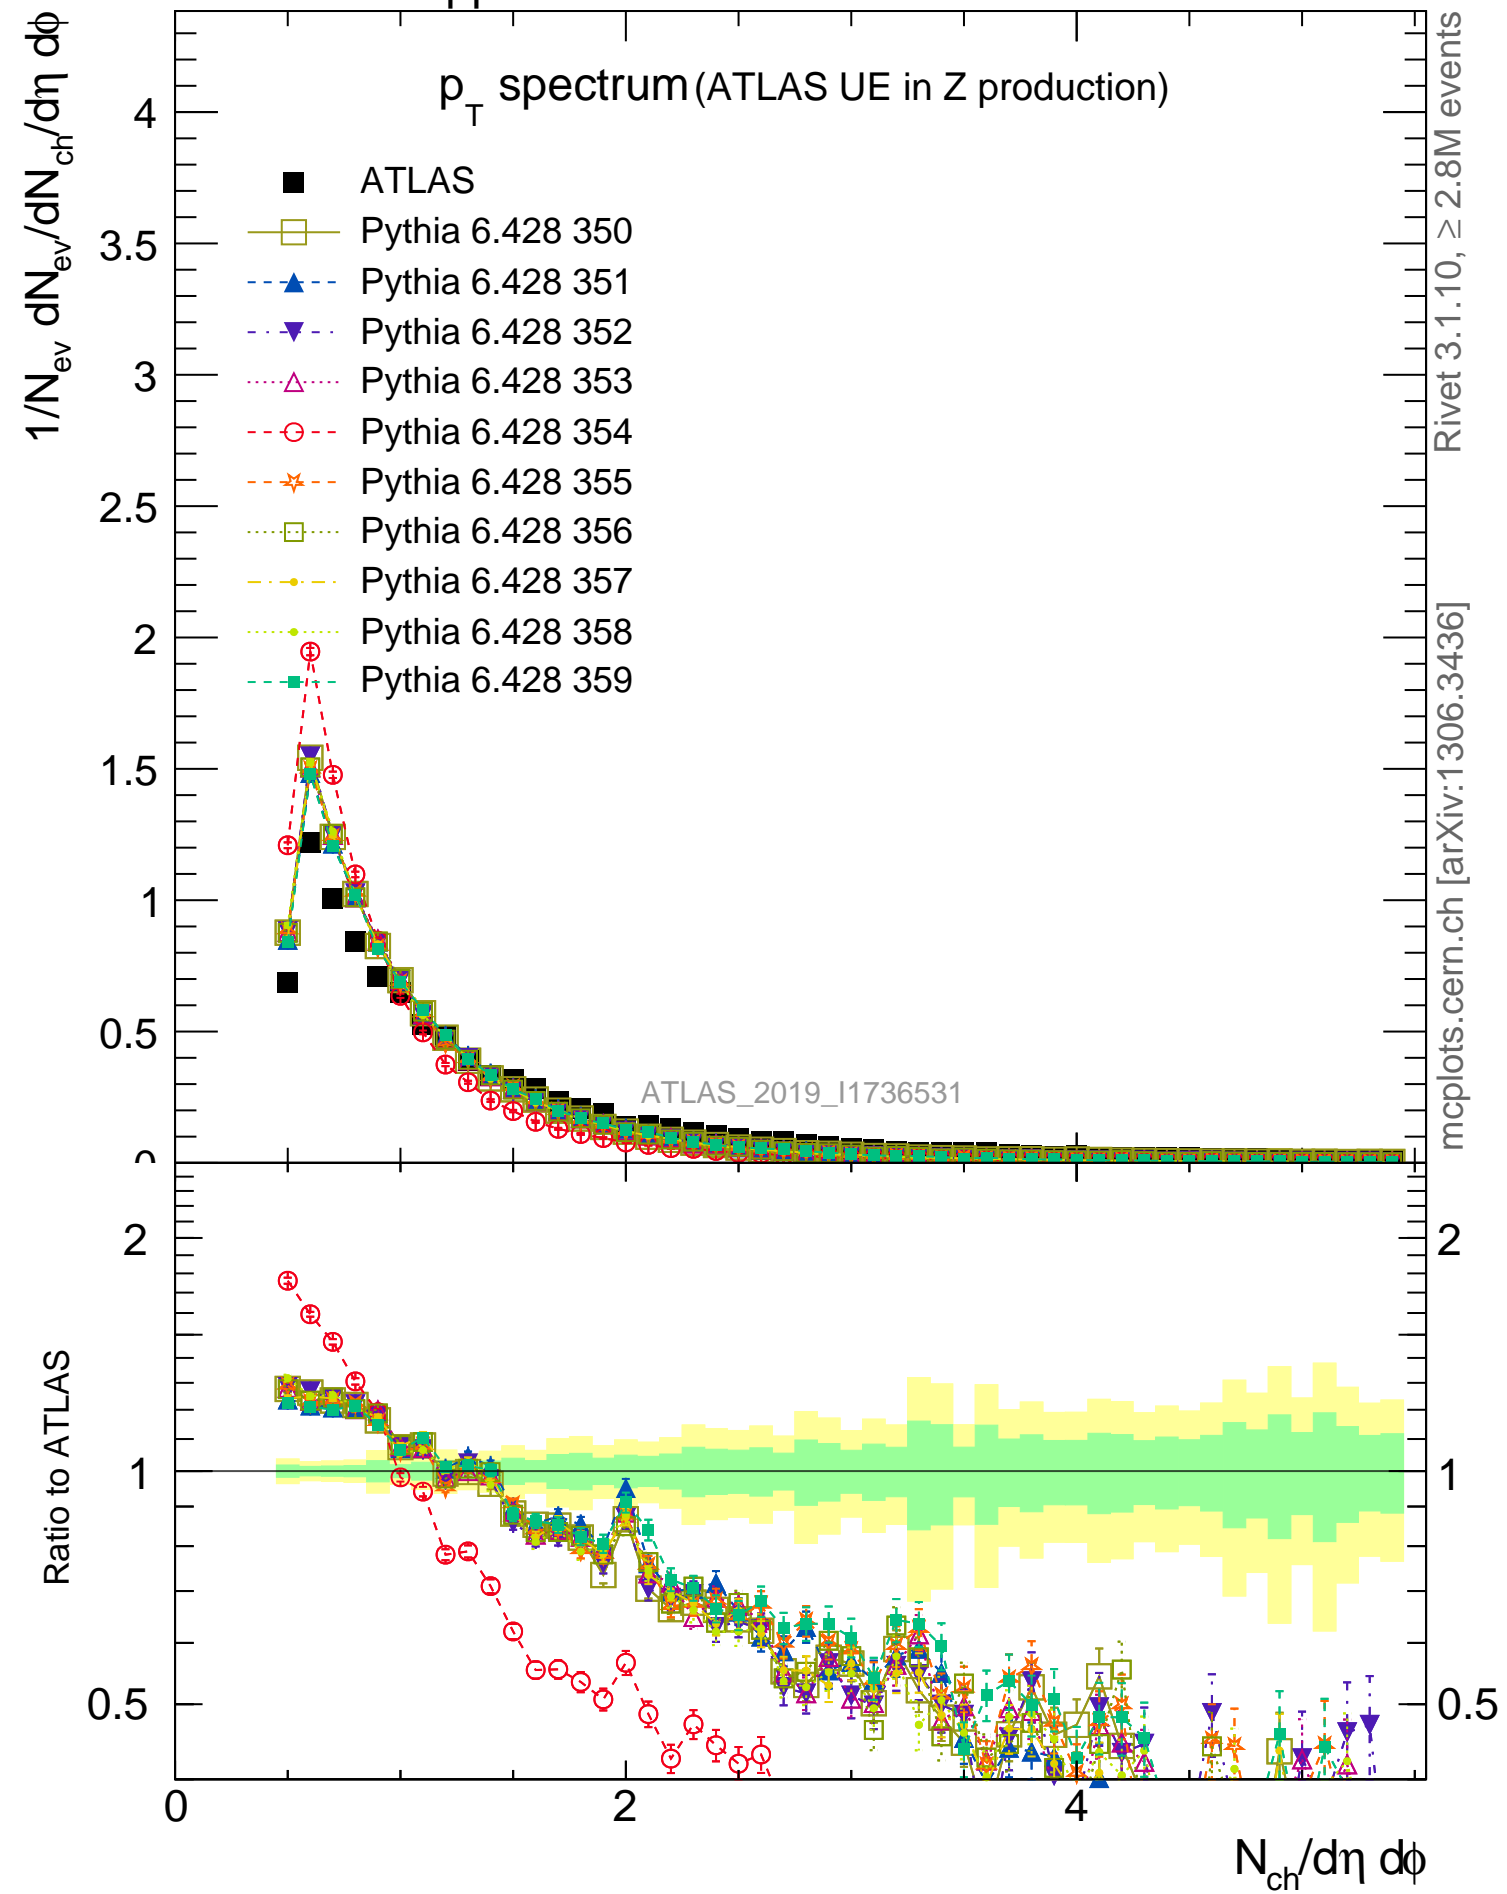 p_T spectrum (ATLAS UE in Z production)
1/N_ev dN_ev/dN_ch/dη dϕ
ATLAS
Pythia 6.428 350
Pythia 6.428 351
Pythia 6.428 352
Pythia 6.428 353
Pythia 6.428 354
Pythia 6.428 355
Pythia 6.428 356
Pythia 6.428 357
Pythia 6.428 358
Pythia 6.428 359
4
3.5
3
2.5
2
1.5
1
0.5
0
ATLAS_2019_I1736531
Rivet 3.1.10, ≥ 2.8M events
mcplots.cern.ch [arXiv:1306.3436]
Ratio to ATLAS
2
1
0.5
2
1
0.5
0
2
4
N_ch/dη dϕ